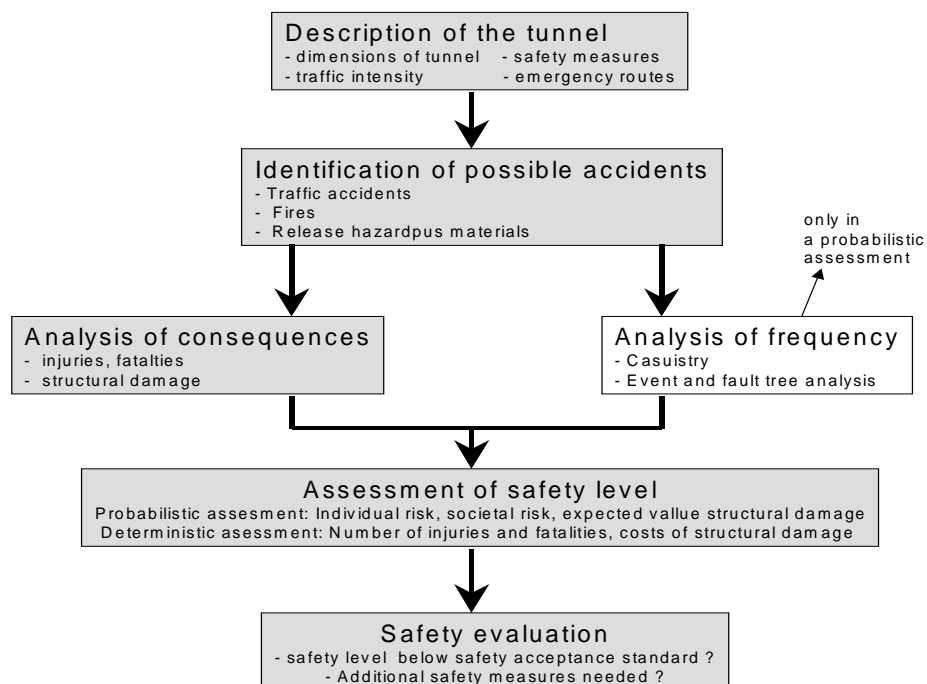 Description of the tunnel
- dimensions of tunnel - safety measures
- traffic intensity - emergency routes
Identification of possible accidents
- Traffic accidents
- Fires
- Release hazardpus materials
only in
a probabilistic
assessment
Analysis of consequences
- injuries, fatalties
- structural damage
Analysis of frequency
- Casuistry
- Event and fault tree analysis
Assessment of safety level
Probabilistic assesment: Individual risk, societal risk, expected vallue structural damage
Deterministic asessment: Number of injuries and fatalities, costs of structural damage
Safety evaluation
- safety level below safety acceptance standard ?
- Additional safety measures needed ?